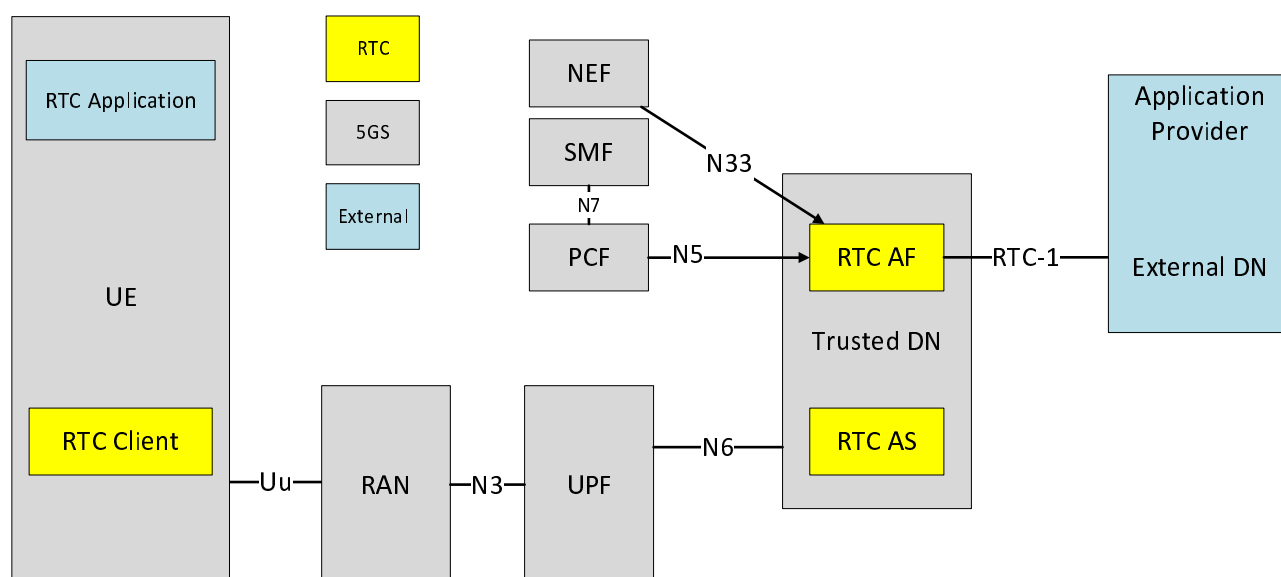 RTC Application
UE
RTC Client
RTC
5GS
External
NEF
SMF
N7
PCF
N33
N5
RTC AF
RTC-1
Trusted DN
RTC AS
Application
Provider
External DN
Uu
RAN
N3
UPF
N6